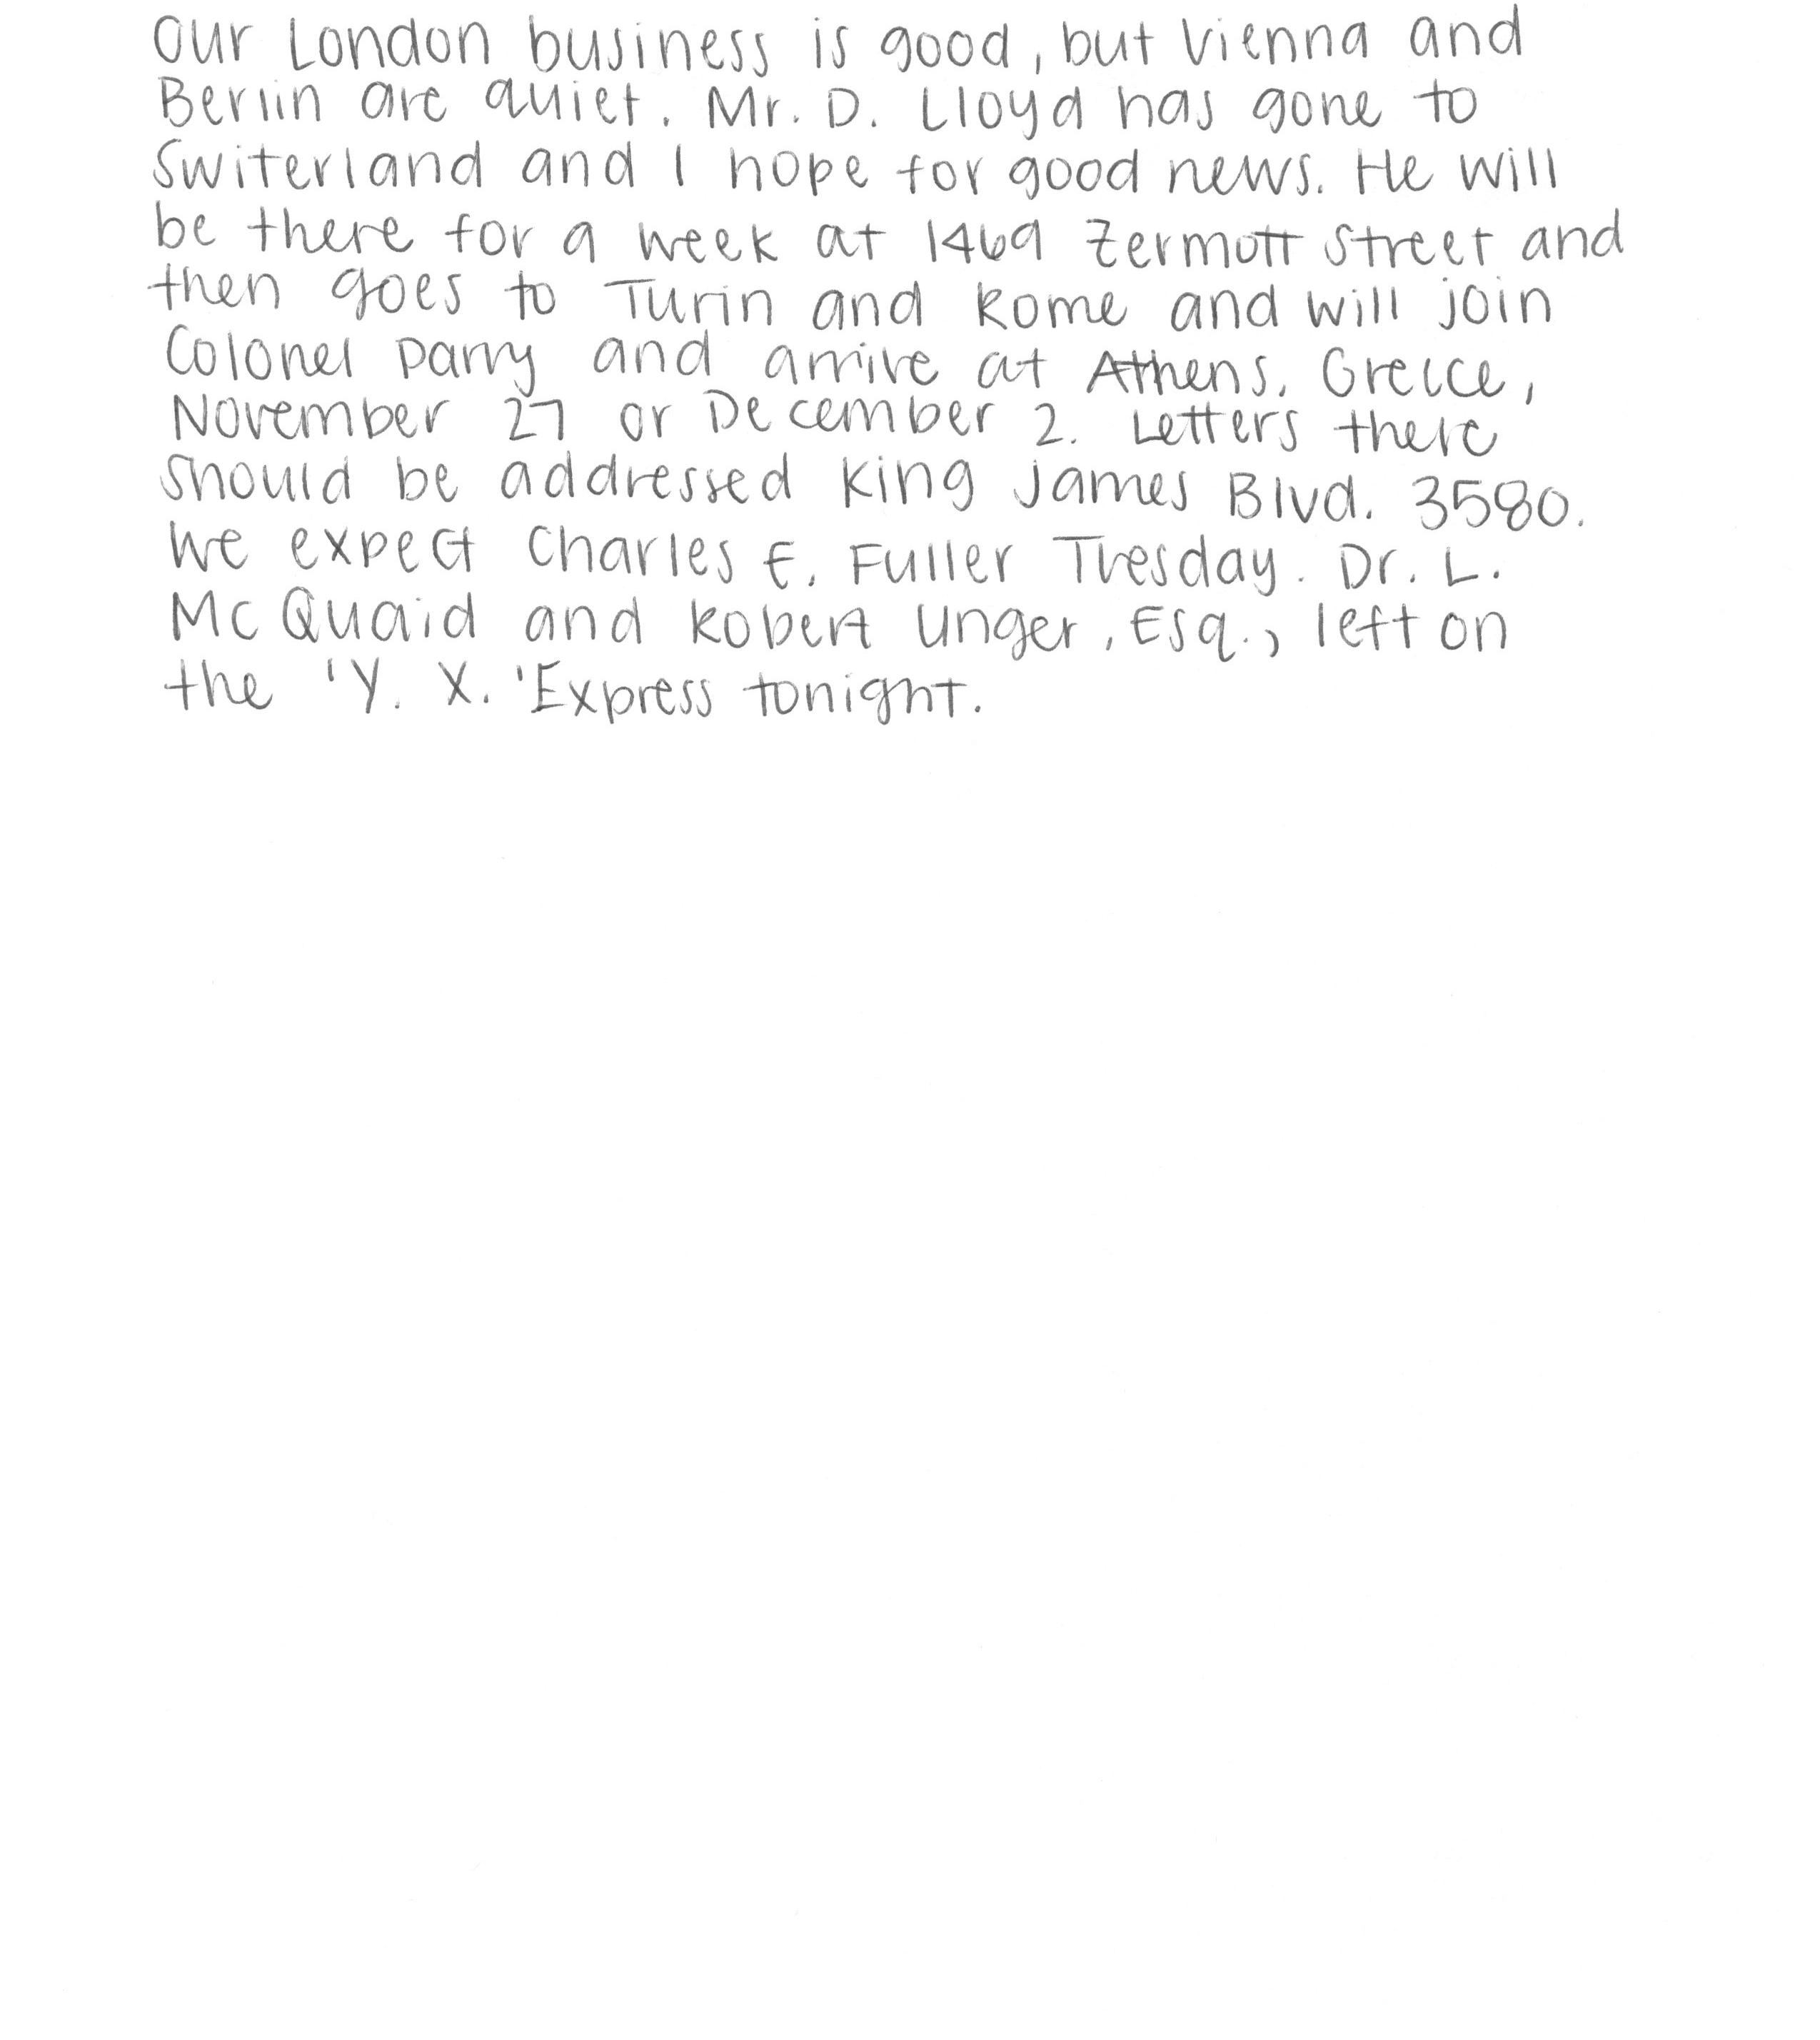 Our London business is good, but Vienna and
Berlin are quiet. Mr. D. Lloyd has gone to
Switerland and I hope for good news. He will
be there for a week at 1469 Zermott Street and
then goes to Turin and Rome and will join
Colonel Parry and arrive at Athens, Greece,
November 27 or December 2. Letters there
should be addressed King James Blvd. 3580.
We expect Charles E. Fuller Tuesday. Dr. L.
McQuaid and Robert Unger, Esq., left on
the 'Y. X. 'Express tonight.